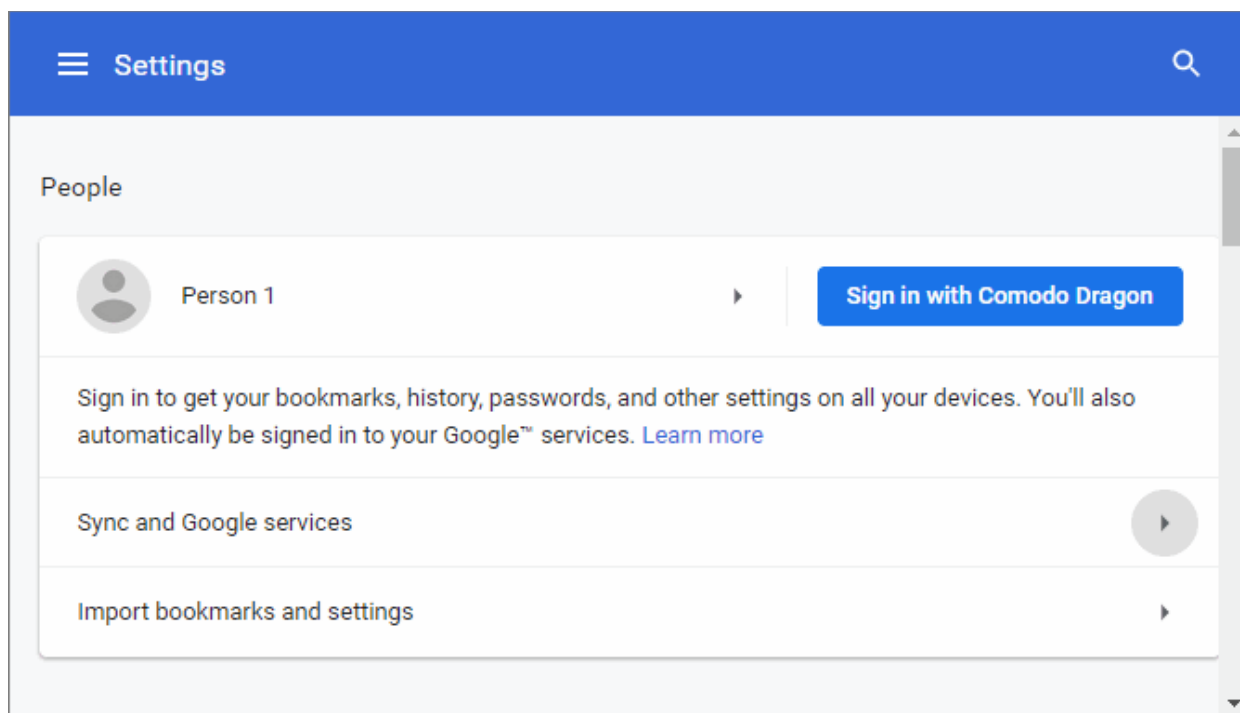 Settings
People
Person 1
Sign in with Comodo Dragon
Sign in to get your bookmarks, history, passwords, and other settings on all your devices. You'll also
automatically be signed in to your Google™ services. Learn more
Sync and Google services
Import bookmarks and settings